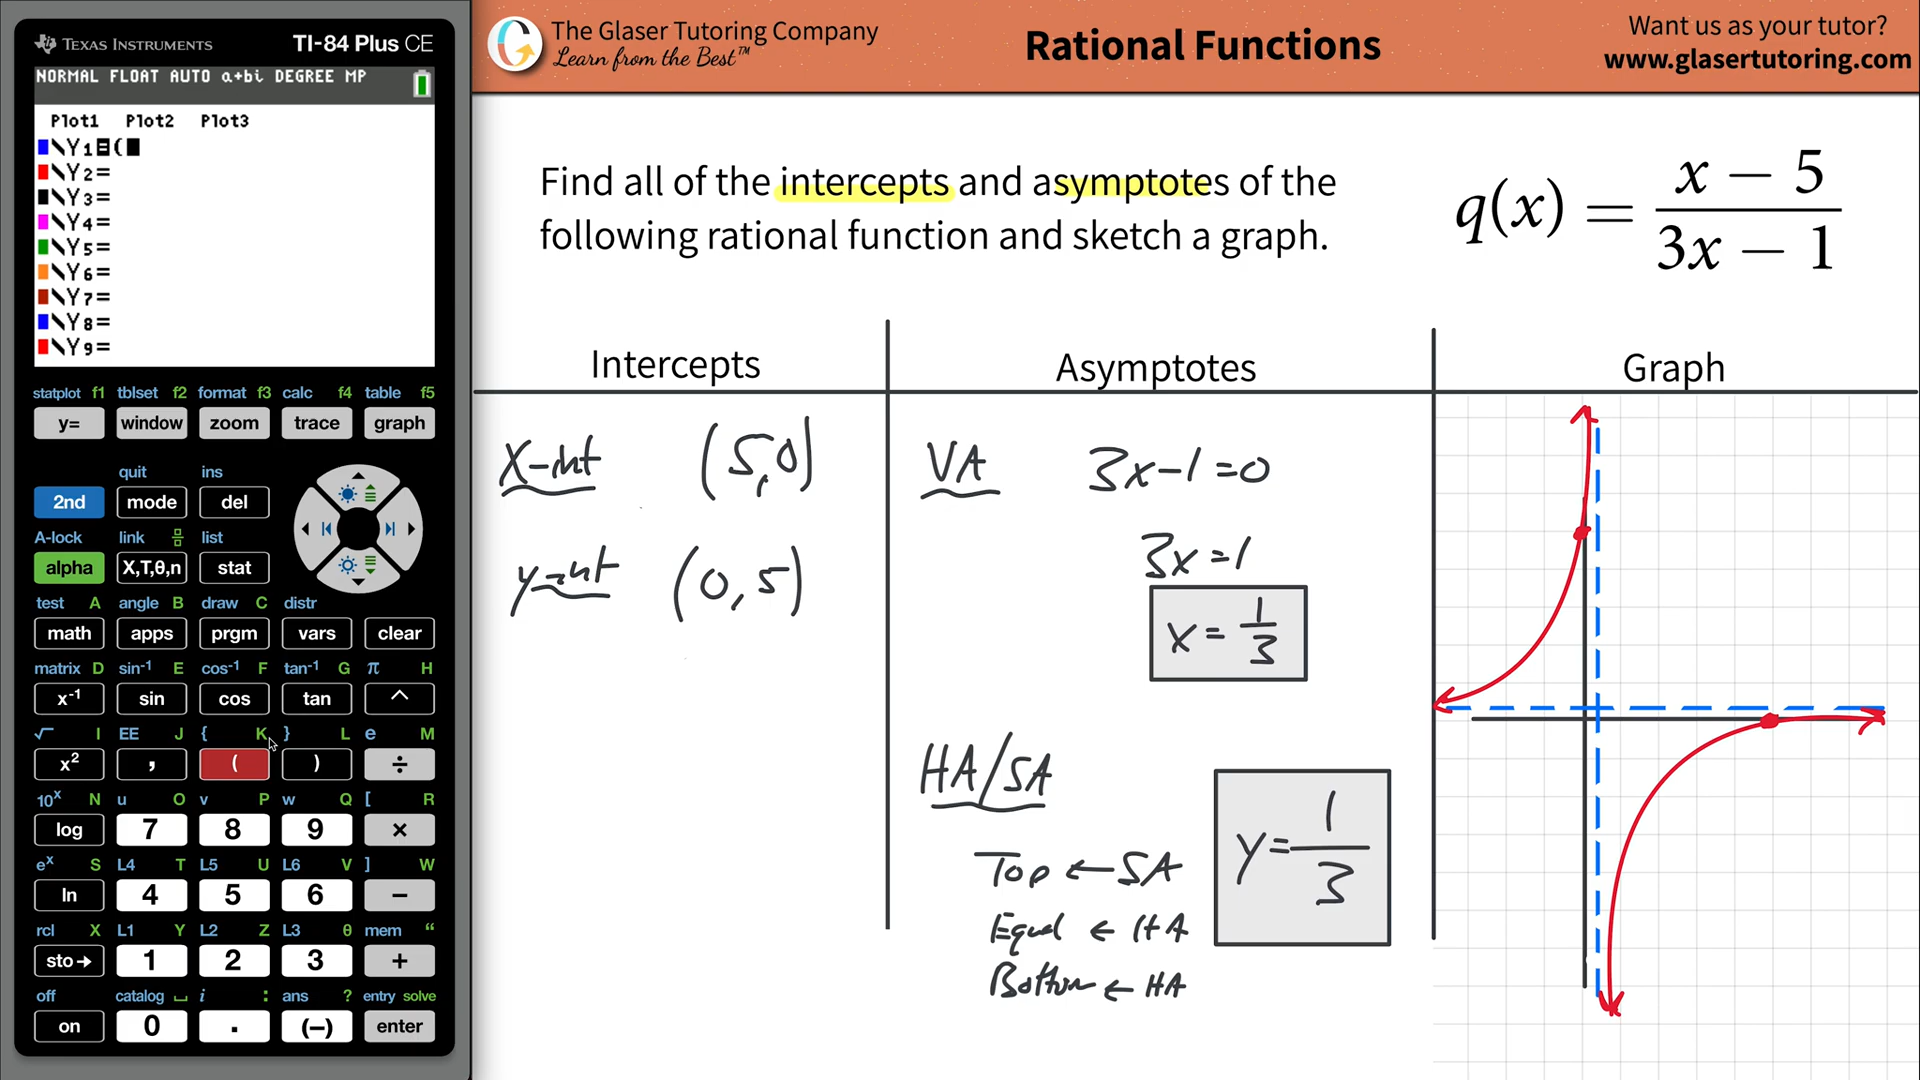 TEXAS INSTRUMENTS TI-84 Plus CE
NORMAL FLOAT AUTO a+bi DEGREE MP
Plot1 Plot2 Plot3
\Y1=(
\Y2=
\Y3=
\Y4=
\Y5=
\Y6=
\Y7=
\Y8=
\Y9=
statplot f1 tblset f2 format f3 calc f4 table f5
y= window zoom trace graph
quit ins
2nd mode del
A-lock link list
alpha X,T,θ,n stat
test A angle B draw C distr
math apps prgm vars clear
matrix D sin-1 E cos-1 F tan-1 G π H
x-1 sin cos tan ^
√ I EE J { K } L e M
x² , ( ) ÷
10x N u O v P w Q [ R
log 7 8 9 ×
ex S L4 T L5 U L6 V ] W
ln 4 5 6 −
rcl X L1 Y L2 Z L3 θ mem "
sto→ 1 2 3 +
off catalog ⎵ i : ans ? entry solve
on 0 . (−) enter
The Glaser Tutoring Company
Learn from the Best™
Rational Functions
Want us as your tutor?
www.glasertutoring.com
Find all of the intercepts and asymptotes of the
following rational function and sketch a graph.
q(x) = x − 5 / 3x − 1
Intercepts
X-int (5,0)
y-int (0,5)
Asymptotes
VA 3x-1=0
3x=1
x = 1/3
HA/SA
Top ← SA
Equal ← HA
Bottom ← HA
y = 1/3
Graph